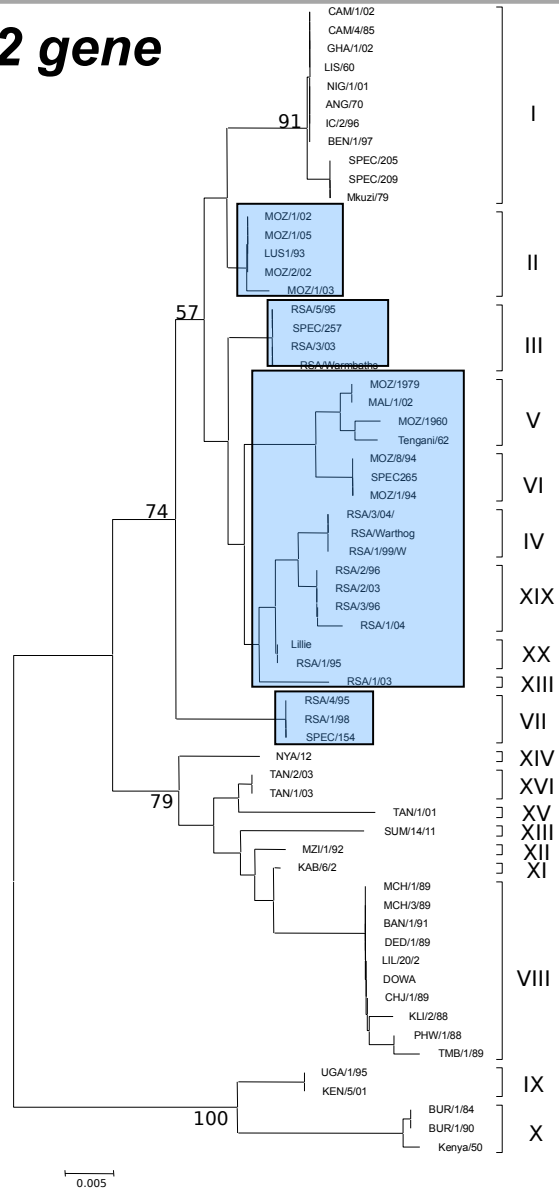 2 gene
CAM/1/02
CAM/4/85
GHA/1/02
LIS/60
NIG/1/01
ANG/70
91
IC/2/96
BEN/1/97
SPEC/205
SPEC/209
Mkuzi/79
I
MOZ/1/02
MOZ/1/05
LUS1/93
MOZ/2/02
MOZ/1/03
II
57
RSA/5/95
SPEC/257
RSA/3/03
RSA/Warmbaths
III
MOZ/1979
MAL/1/02
MOZ/1960
Tengani/62
V
MOZ/8/94
SPEC265
MOZ/1/94
VI
74
RSA/3/04/
RSA/Warthog
RSA/1/99/W
IV
RSA/2/96
RSA/2/03
RSA/3/96
RSA/1/04
XIX
Lillie
RSA/1/95
XX
RSA/1/03
XIII
RSA/4/95
RSA/1/98
SPEC/154
VII
NYA/12
XIV
TAN/2/03
TAN/1/03
XVI
79
TAN/1/01
XV
SUM/14/11
XIII
MZI/1/92
XII
KAB/6/2
XI
MCH/1/89
MCH/3/89
BAN/1/91
DED/1/89
LIL/20/2
DOWA
CHJ/1/89
KLI/2/88
PHW/1/88
TMB/1/89
VIII
UGA/1/95
KEN/5/01
IX
100
BUR/1/84
BUR/1/90
Kenya/50
X
0.005